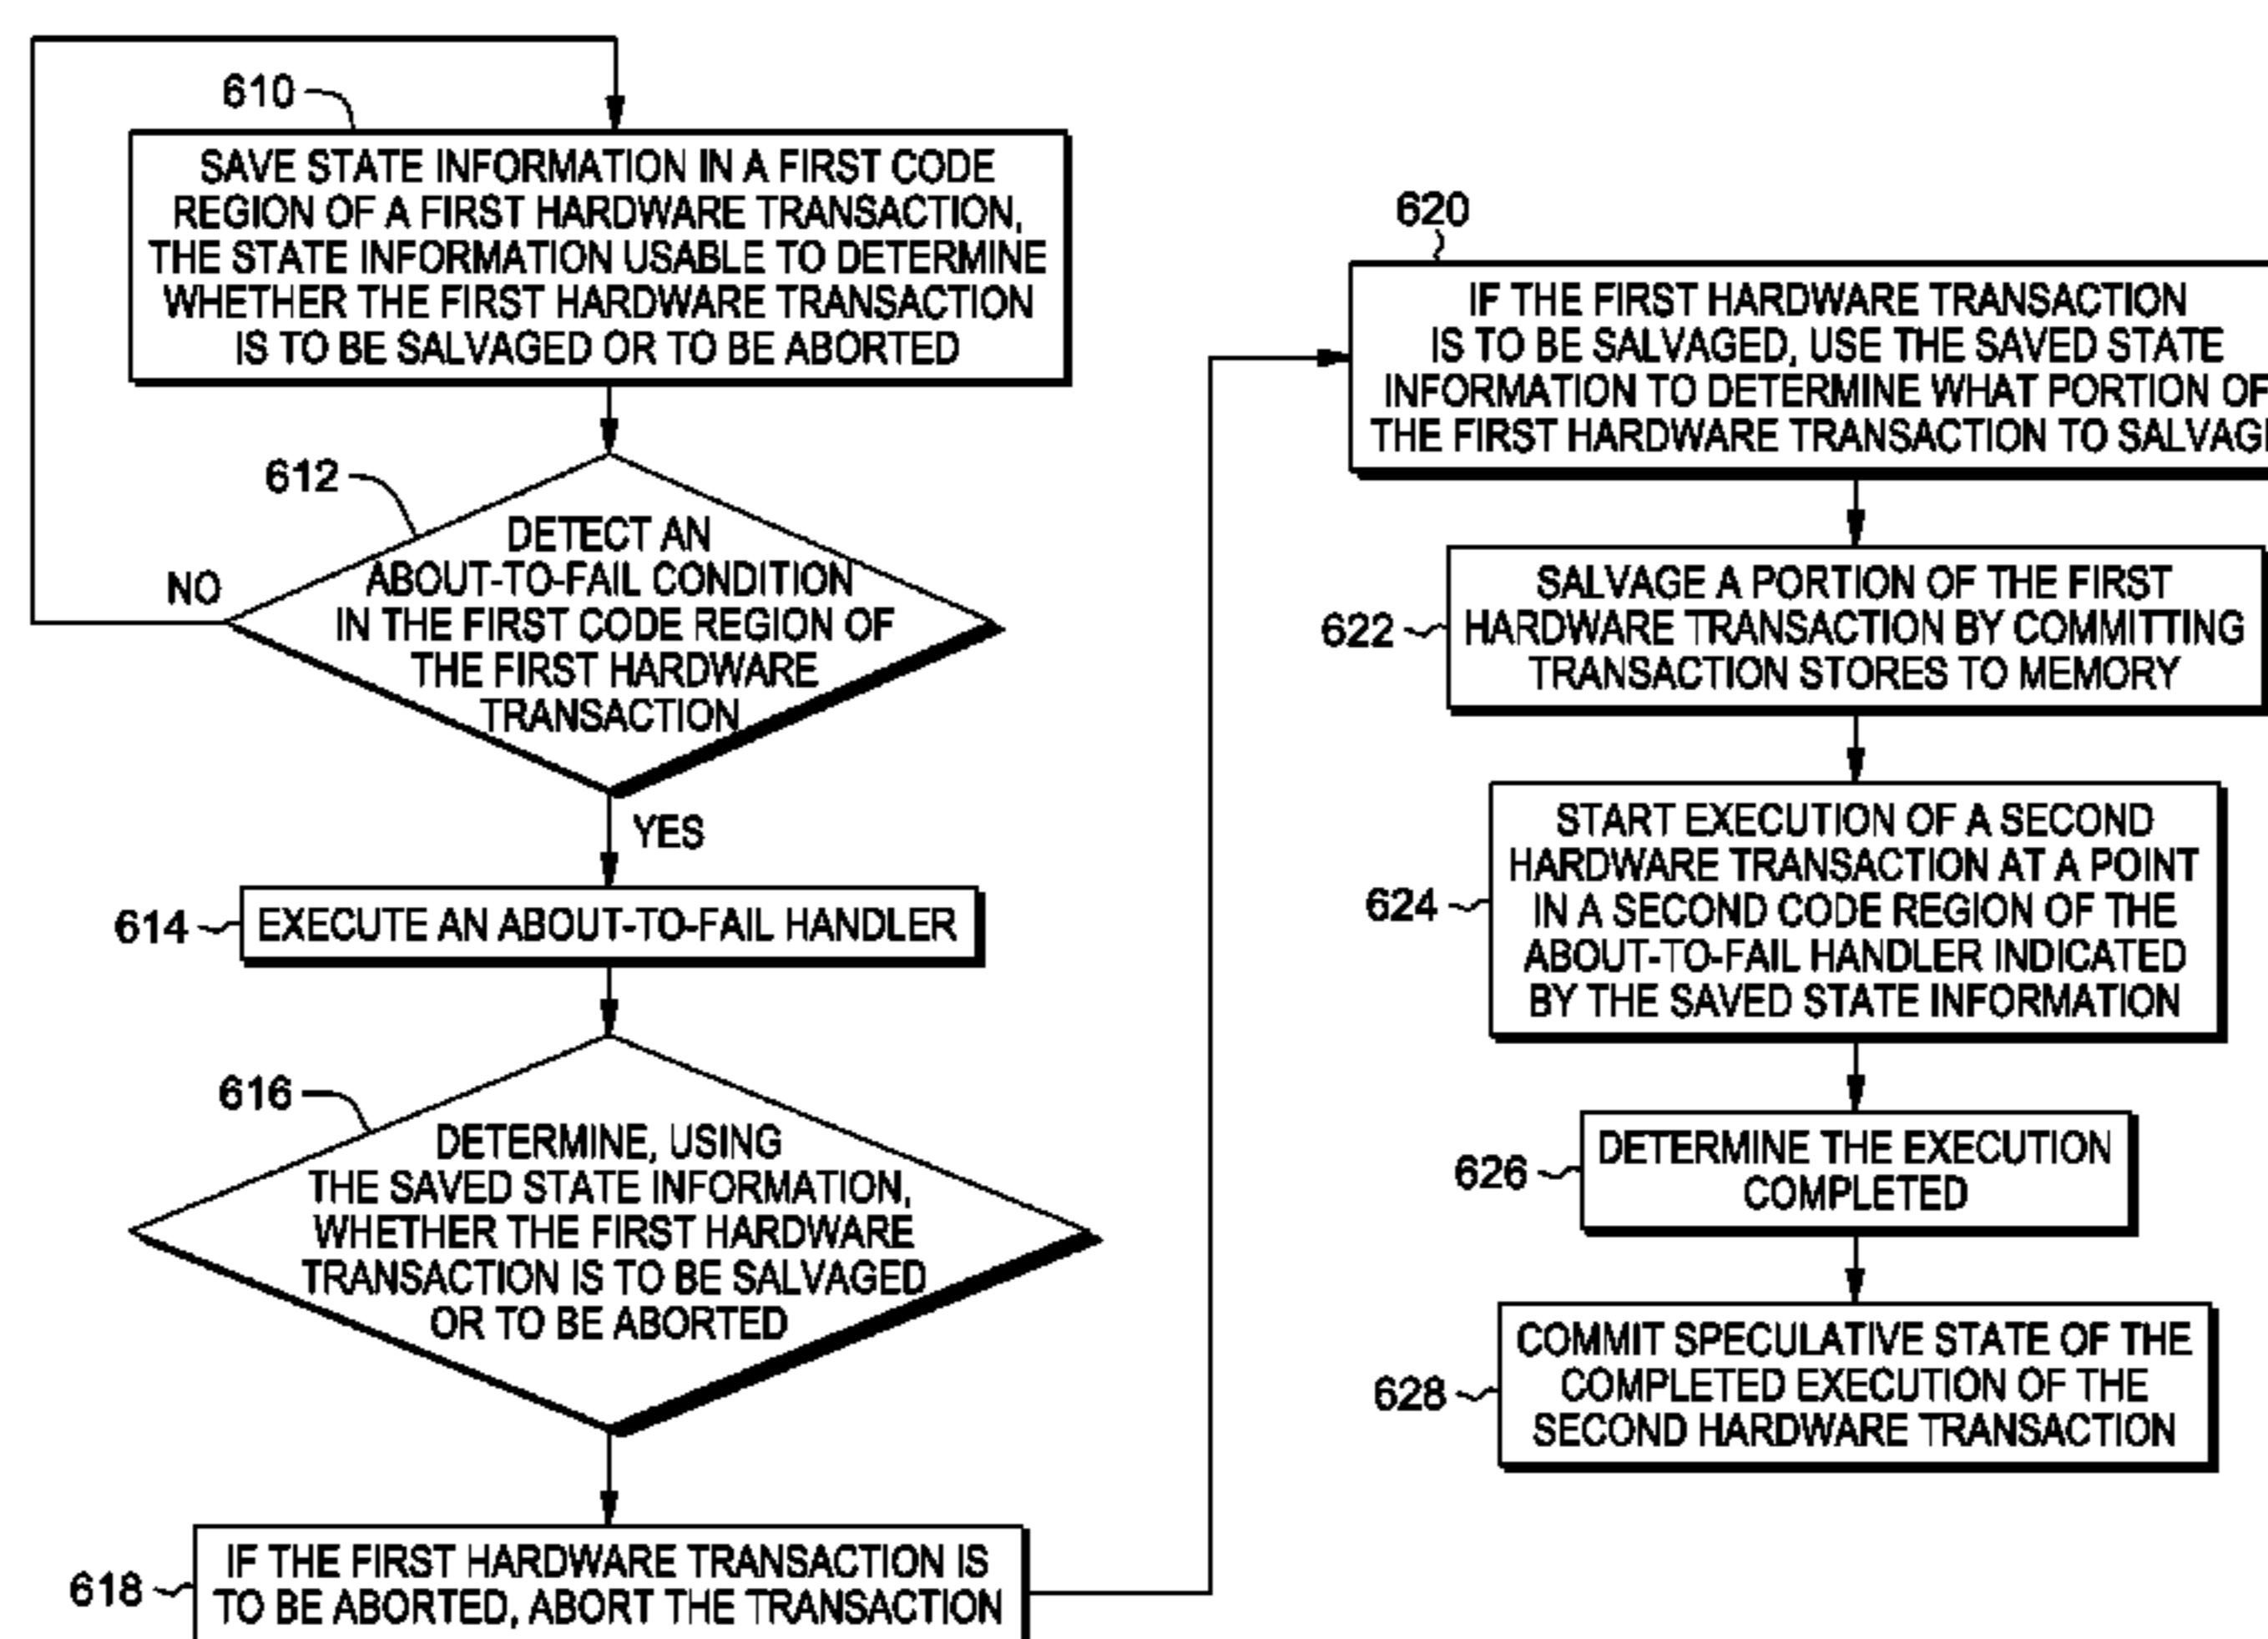 610
SAVE STATE INFORMATION IN A FIRST CODE
REGION OF A FIRST HARDWARE TRANSACTION,
THE STATE INFORMATION USABLE TO DETERMINE
WHETHER THE FIRST HARDWARE TRANSACTION
IS TO BE SALVAGED OR TO BE ABORTED
612
DETECT AN
ABOUT-TO-FAIL CONDITION
IN THE FIRST CODE REGION OF
THE FIRST HARDWARE
TRANSACTION
NO
YES
614
EXECUTE AN ABOUT-TO-FAIL HANDLER
616
DETERMINE, USING
THE SAVED STATE INFORMATION,
WHETHER THE FIRST HARDWARE
TRANSACTION IS TO BE SALVAGED
OR TO BE ABORTED
618
IF THE FIRST HARDWARE TRANSACTION IS
TO BE ABORTED, ABORT THE TRANSACTION
620
IF THE FIRST HARDWARE TRANSACTION
IS TO BE SALVAGED, USE THE SAVED STATE
INFORMATION TO DETERMINE WHAT PORTION OF
THE FIRST HARDWARE TRANSACTION TO SALVAG
622
SALVAGE A PORTION OF THE FIRST
HARDWARE TRANSACTION BY COMMITTING
TRANSACTION STORES TO MEMORY
624
START EXECUTION OF A SECOND
HARDWARE TRANSACTION AT A POINT
IN A SECOND CODE REGION OF THE
ABOUT-TO-FAIL HANDLER INDICATED
BY THE SAVED STATE INFORMATION
626
DETERMINE THE EXECUTION
COMPLETED
628
COMMIT SPECULATIVE STATE OF THE
COMPLETED EXECUTION OF THE
SECOND HARDWARE TRANSACTION